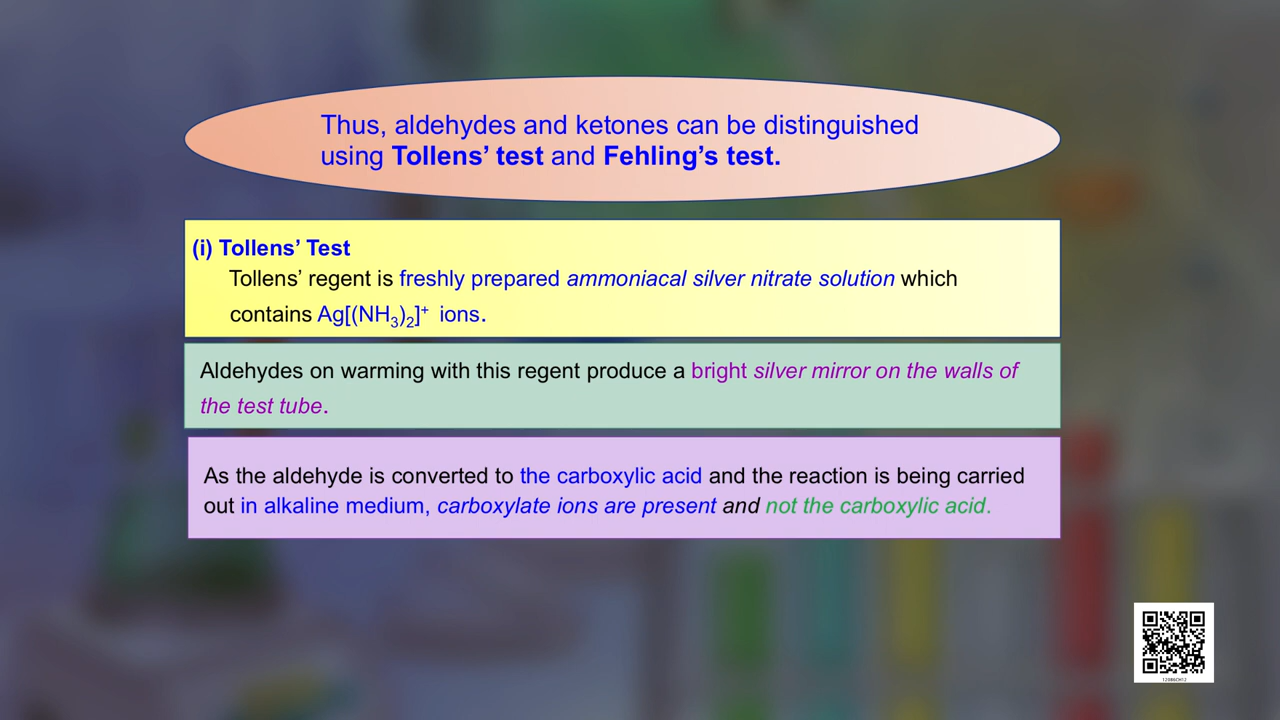 Thus, aldehydes and ketones can be distinguished
using Tollens’ test and Fehling’s test.
(i) Tollens’ Test
Tollens’ regent is freshly prepared ammoniacal silver nitrate solution which
contains Ag[(NH₃)₂]⁺ ions.
Aldehydes on warming with this regent produce a bright silver mirror on the walls of
the test tube.
As the aldehyde is converted to the carboxylic acid and the reaction is being carried
out in alkaline medium, carboxylate ions are present and not the carboxylic acid.